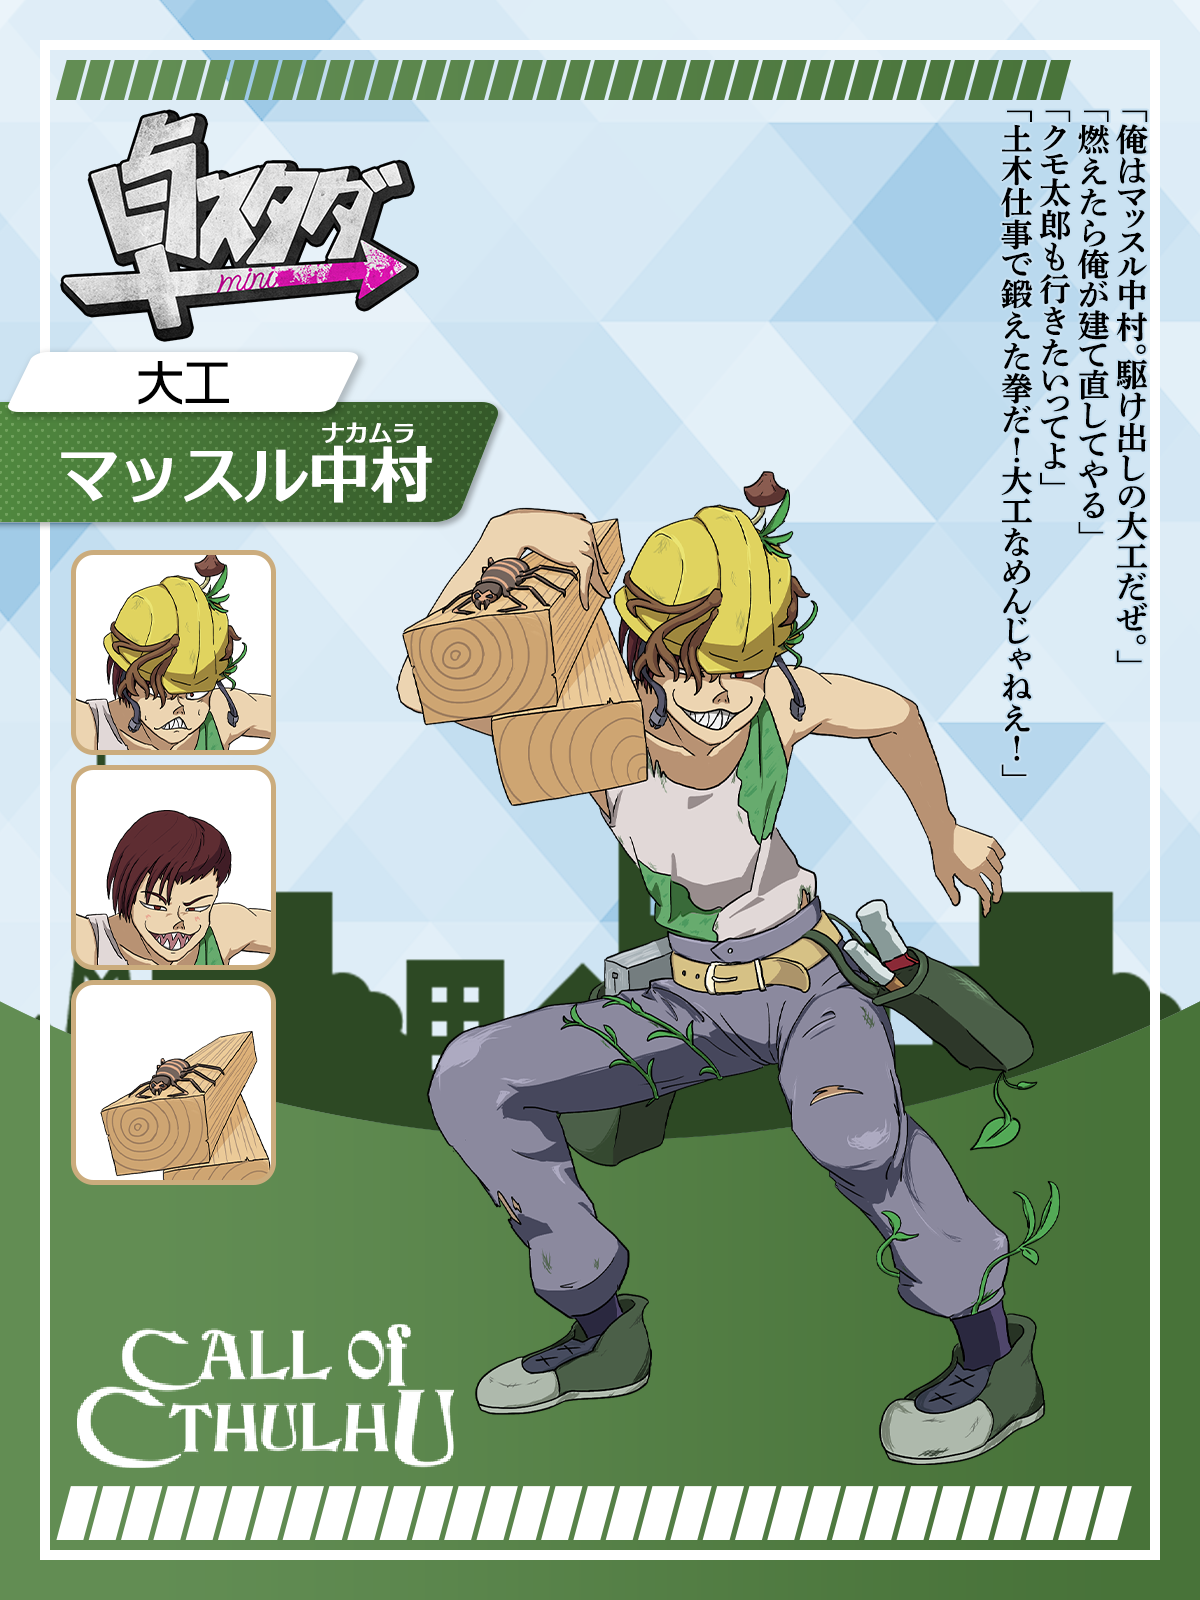 卓スタダ
mini
大工
ナカムラ
マッスル中村
「俺はマッスル中村。駆け出しの大工だぜ。」
「燃えたら俺が建て直してやる」
「クモ太郎も行きたいってよ」
「土木仕事で鍛えた拳だ！大工なめんじゃねえ！」
CALL Of
CTHULHU